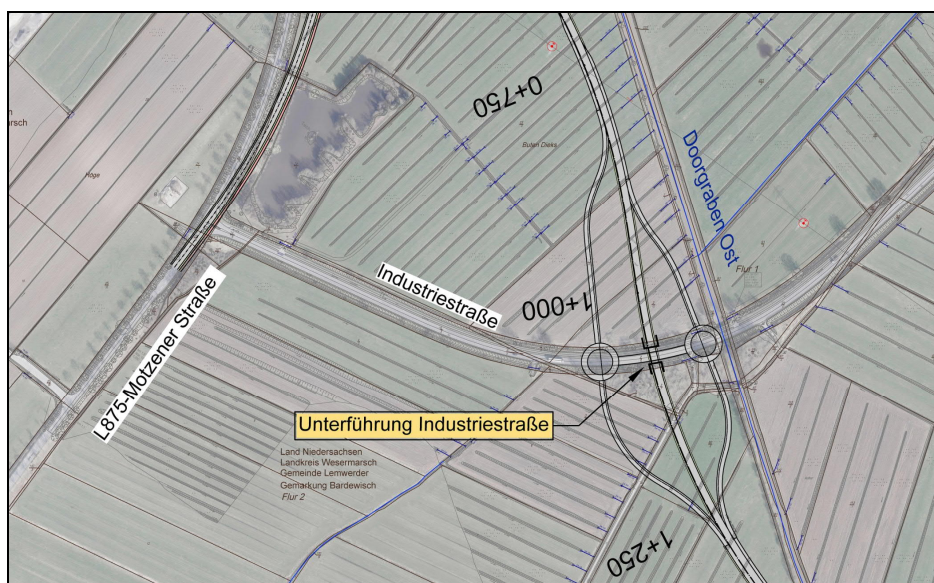 0+750
Buten Diess
Höge
Doorgraben Ost
Flur 1
Industriestraße
1+000
L875-Motzener Straße
Unterführung Industriestraße
Land Niedersachsen
Landkreis Wesermarsch
Gemeinde Lemwerder
Gemarkung Bardewisch
Flur 2
1+250